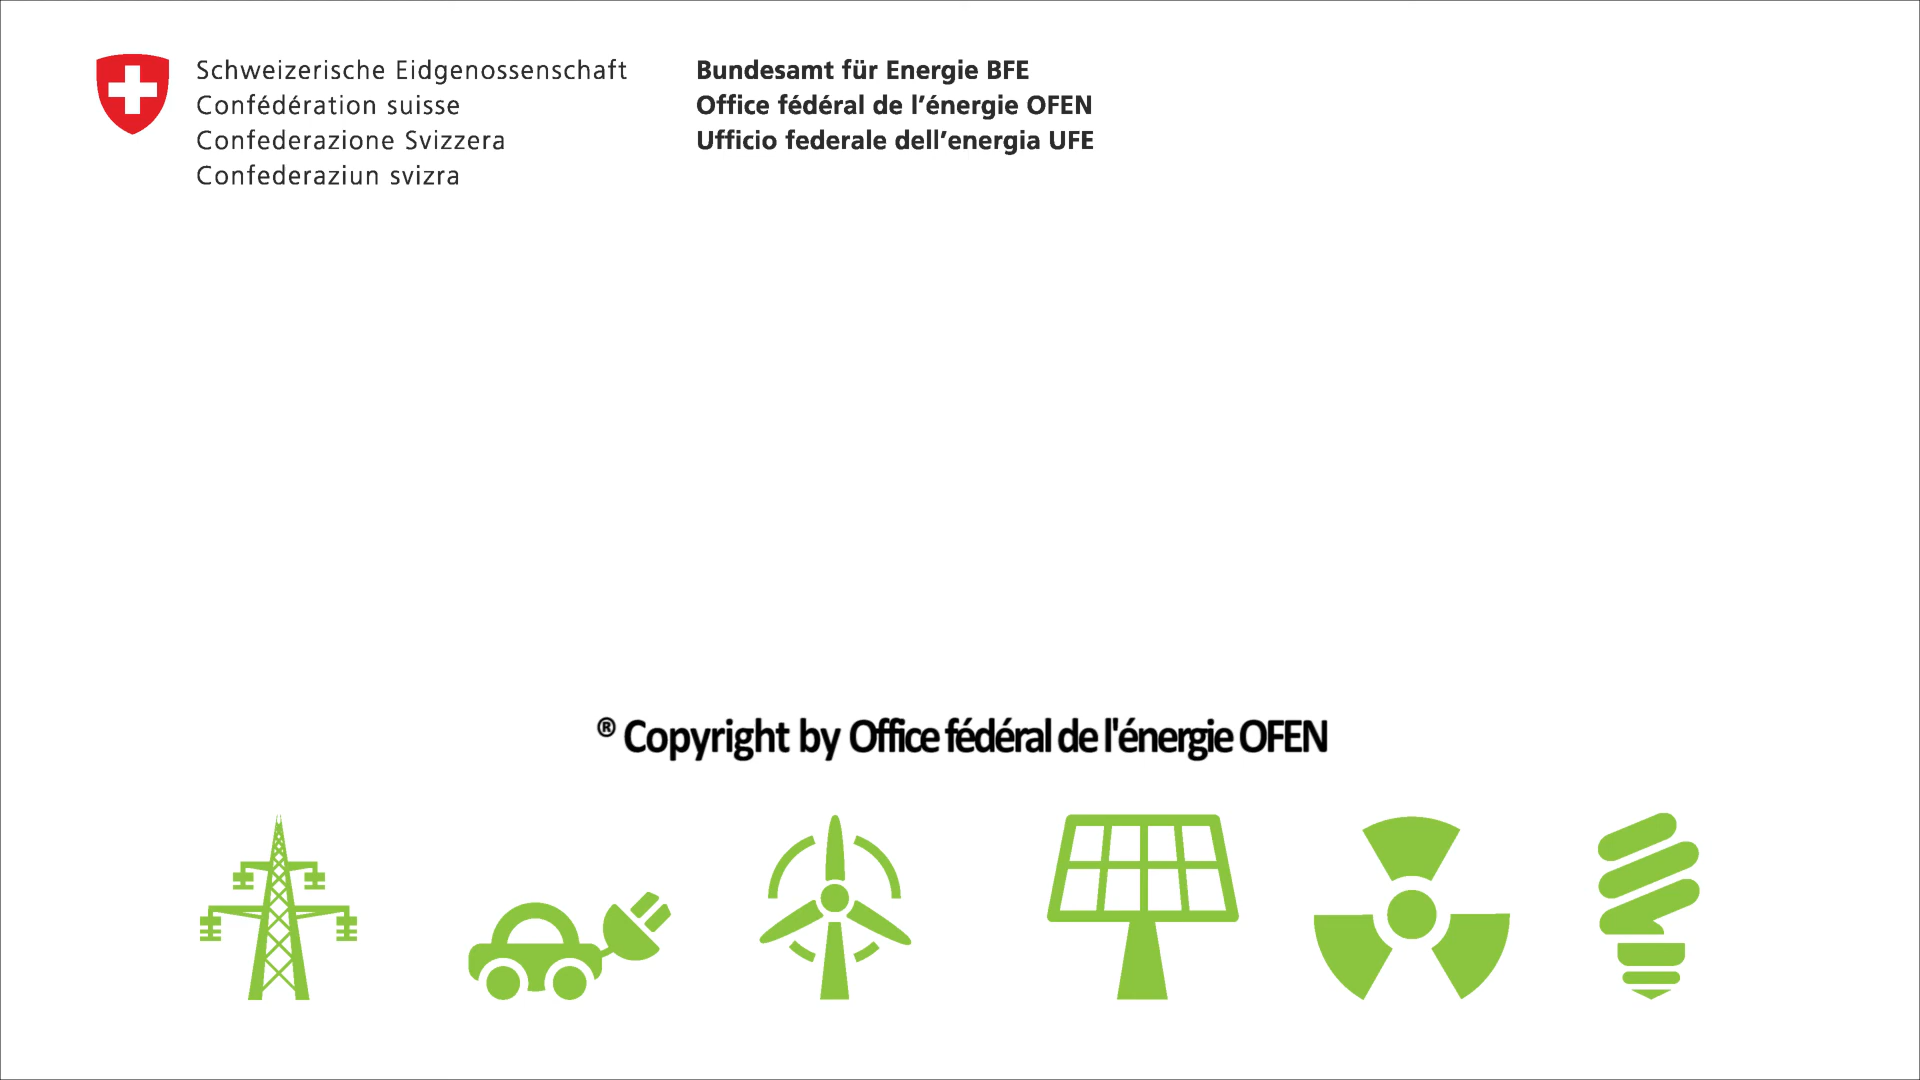 Schweizerische Eidgenossenschaft
Confédération suisse
Confederazione Svizzera
Confederaziun svizra
Bundesamt für Energie BFE
Office fédéral de l’énergie OFEN
Ufficio federale dell’energia UFE
® Copyright by Office fédéral de l'énergie OFEN